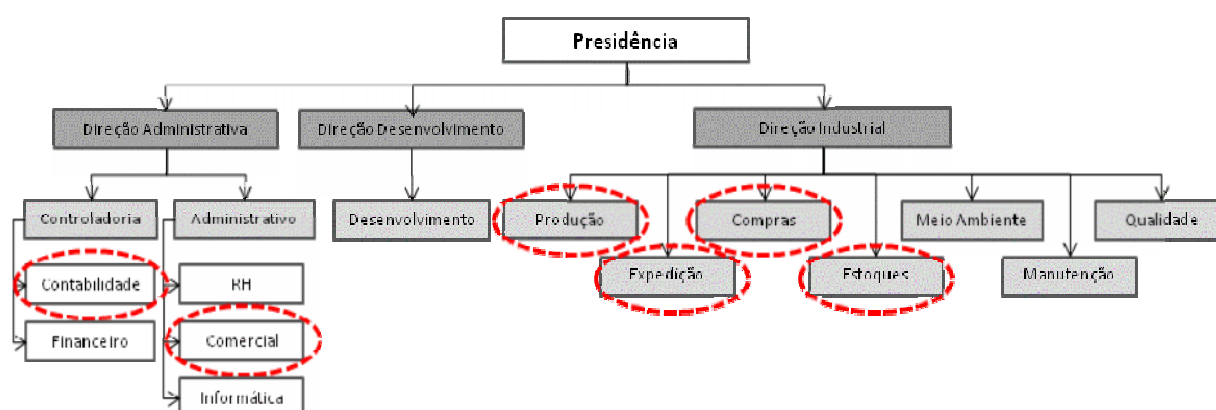 Presidência
Direção Administrativa
Direção Desenvolvimento
Direção Industrial
Controladoria
Administrativo
Desenvolvimento
Produção
Compras
Meio Ambiente
Qualidade
Expedição
Estoques
Manutenção
Contabilidade
RH
Financeiro
Comercial
Informática